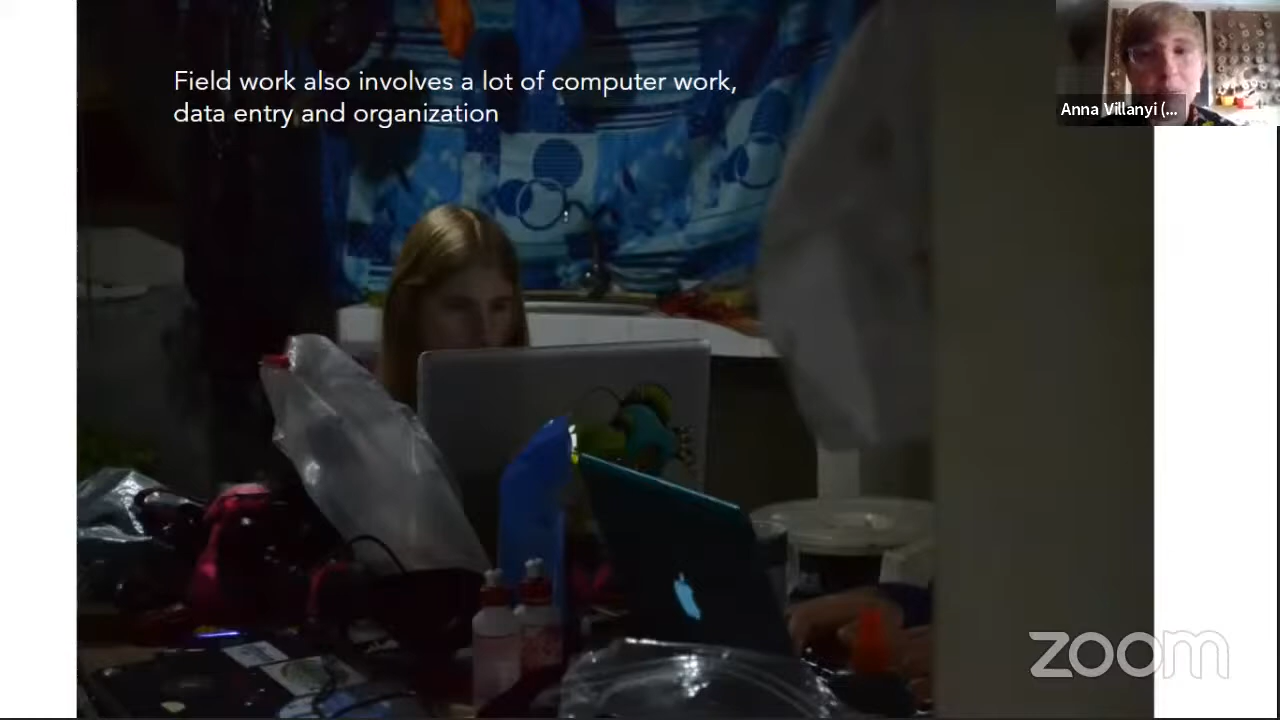 Field work also involves a lot of computer work,
data entry and organization
Anna Villanyi (...
zoom